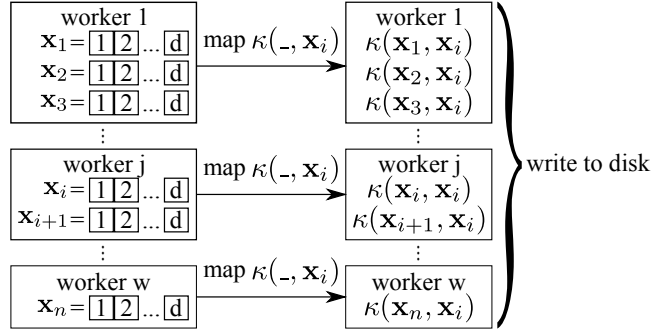 worker 1
x₁= 1 2 ... d
x₂= 1 2 ... d
x₃= 1 2 ... d
map κ(_, xᵢ)
worker 1
κ(x₁, xᵢ)
κ(x₂, xᵢ)
κ(x₃, xᵢ)
⋮
⋮
worker j
xᵢ= 1 2 ... d
xᵢ₊₁= 1 2 ... d
map κ(_, xᵢ)
worker j
κ(xᵢ, xᵢ)
κ(xᵢ₊₁, xᵢ)
write to disk
⋮
⋮
worker w
xₙ= 1 2 ... d
map κ(_, xᵢ)
worker w
κ(xₙ, xᵢ)